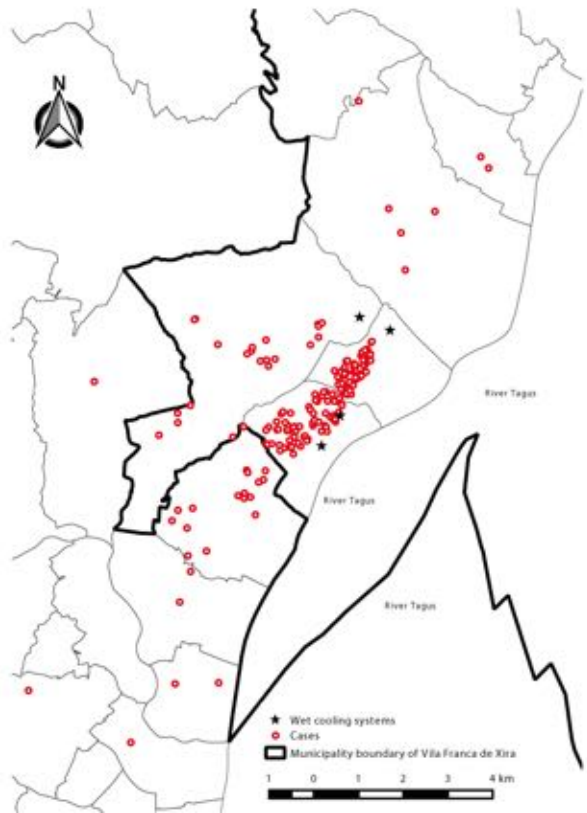 N
River Tagus
River Tagus
River Tagus
Wet cooling systems
Cases
Municipality boundary of Vila Franca de Xira
1 0 1 2 3 4 km